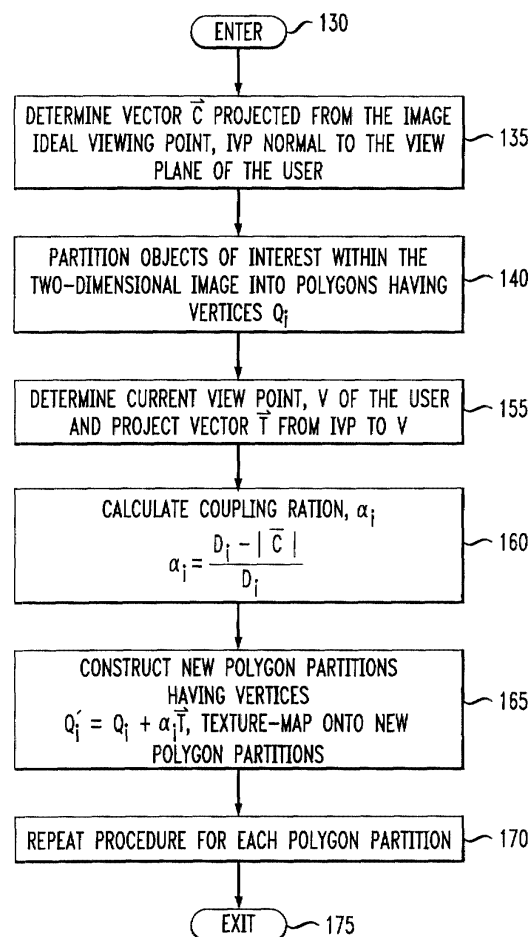 ENTER
130
DETERMINE VECTOR C⃗ PROJECTED FROM THE IMAGE
IDEAL VIEWING POINT, IVP NORMAL TO THE VIEW
PLANE OF THE USER
135
PARTITION OBJECTS OF INTEREST WITHIN THE
TWO-DIMENSIONAL IMAGE INTO POLYGONS HAVING
VERTICES Qi
140
DETERMINE CURRENT VIEW POINT, V OF THE USER
AND PROJECT VECTOR T⃗ FROM IVP TO V
155
CALCULATE COUPLING RATION, αi
αi = (Di - | C̅ |) / Di
160
CONSTRUCT NEW POLYGON PARTITIONS
HAVING VERTICES
Qi′ = Qi + αiT⃗, TEXTURE-MAP ONTO NEW
POLYGON PARTITIONS
165
REPEAT PROCEDURE FOR EACH POLYGON PARTITION
170
EXIT
175